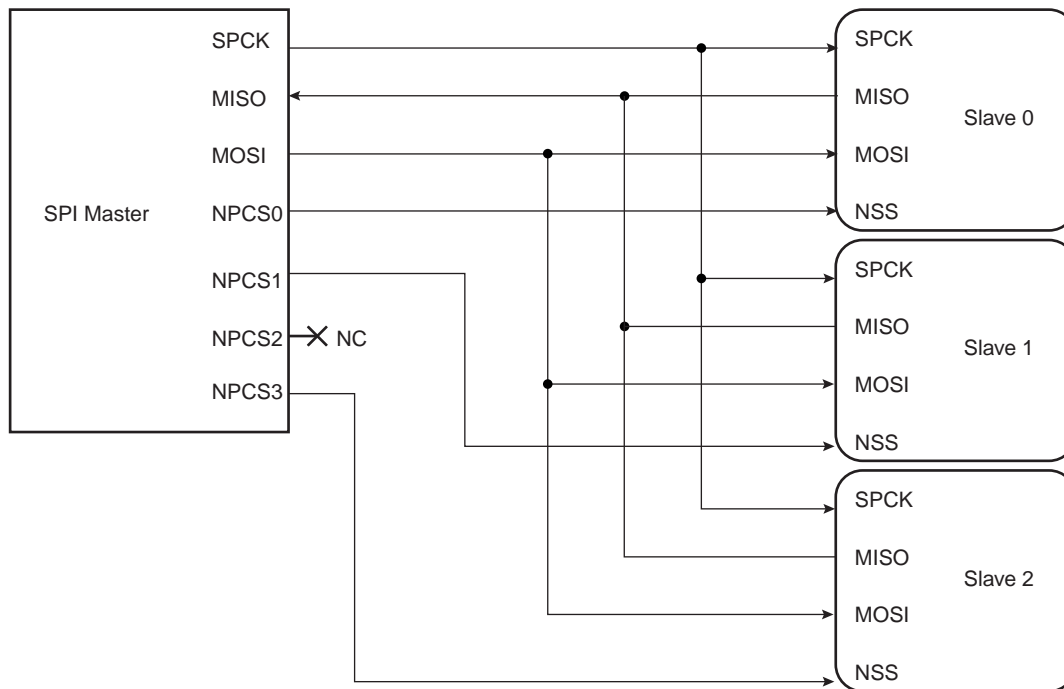 SPI Master
SPCK
MISO
MOSI
NPCS0
NPCS1
NPCS2
NC
NPCS3
SPCK
MISO
Slave 0
MOSI
NSS
SPCK
MISO
Slave 1
MOSI
NSS
SPCK
MISO
Slave 2
MOSI
NSS